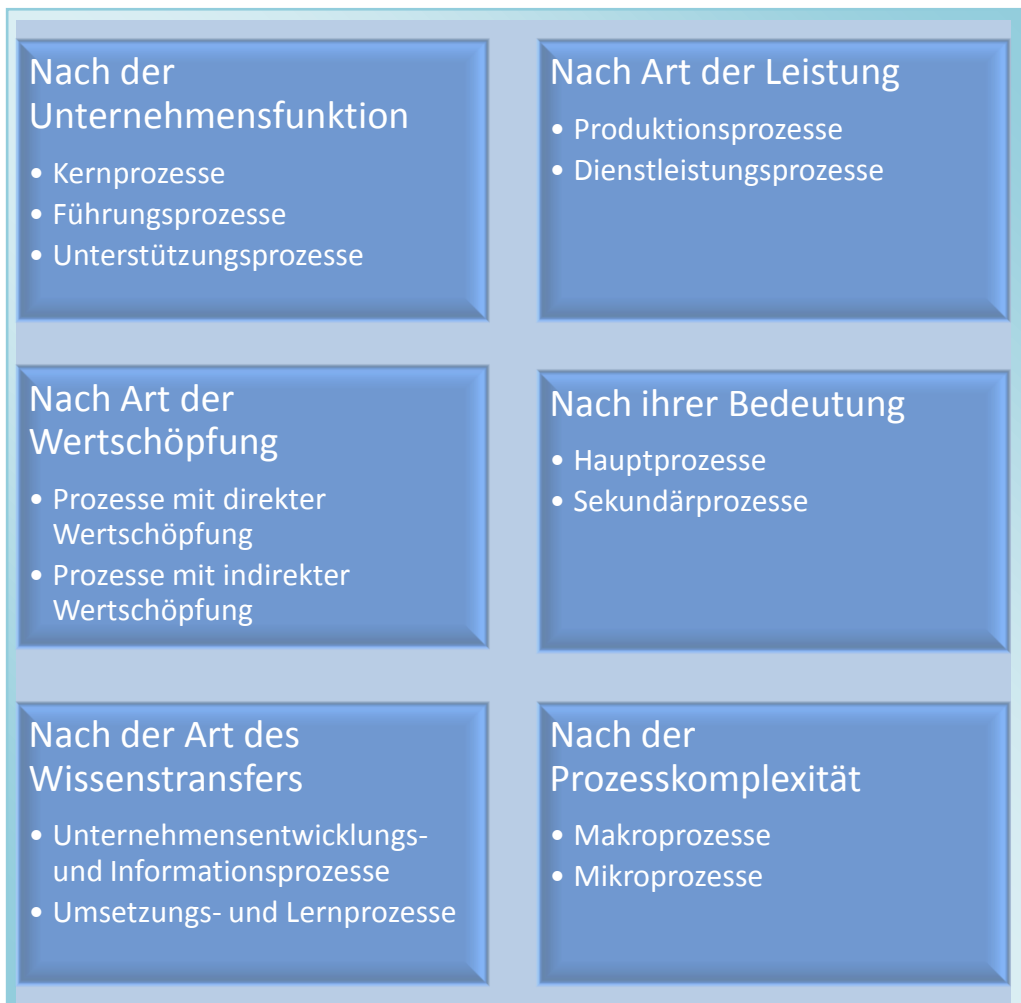 Nach der
Unternehmensfunktion
• Kernprozesse
• Führungsprozesse
• Unterstützungsprozesse
Nach Art der Leistung
• Produktionsprozesse
• Dienstleistungsprozesse
Nach Art der
Wertschöpfung
• Prozesse mit direkter
Wertschöpfung
• Prozesse mit indirekter
Wertschöpfung
Nach ihrer Bedeutung
• Hauptprozesse
• Sekundärprozesse
Nach der Art des
Wissenstransfers
• Unternehmensentwicklungs-
und Informationsprozesse
• Umsetzungs- und Lernprozesse
Nach der
Prozesskomplexität
• Makroprozesse
• Mikroprozesse